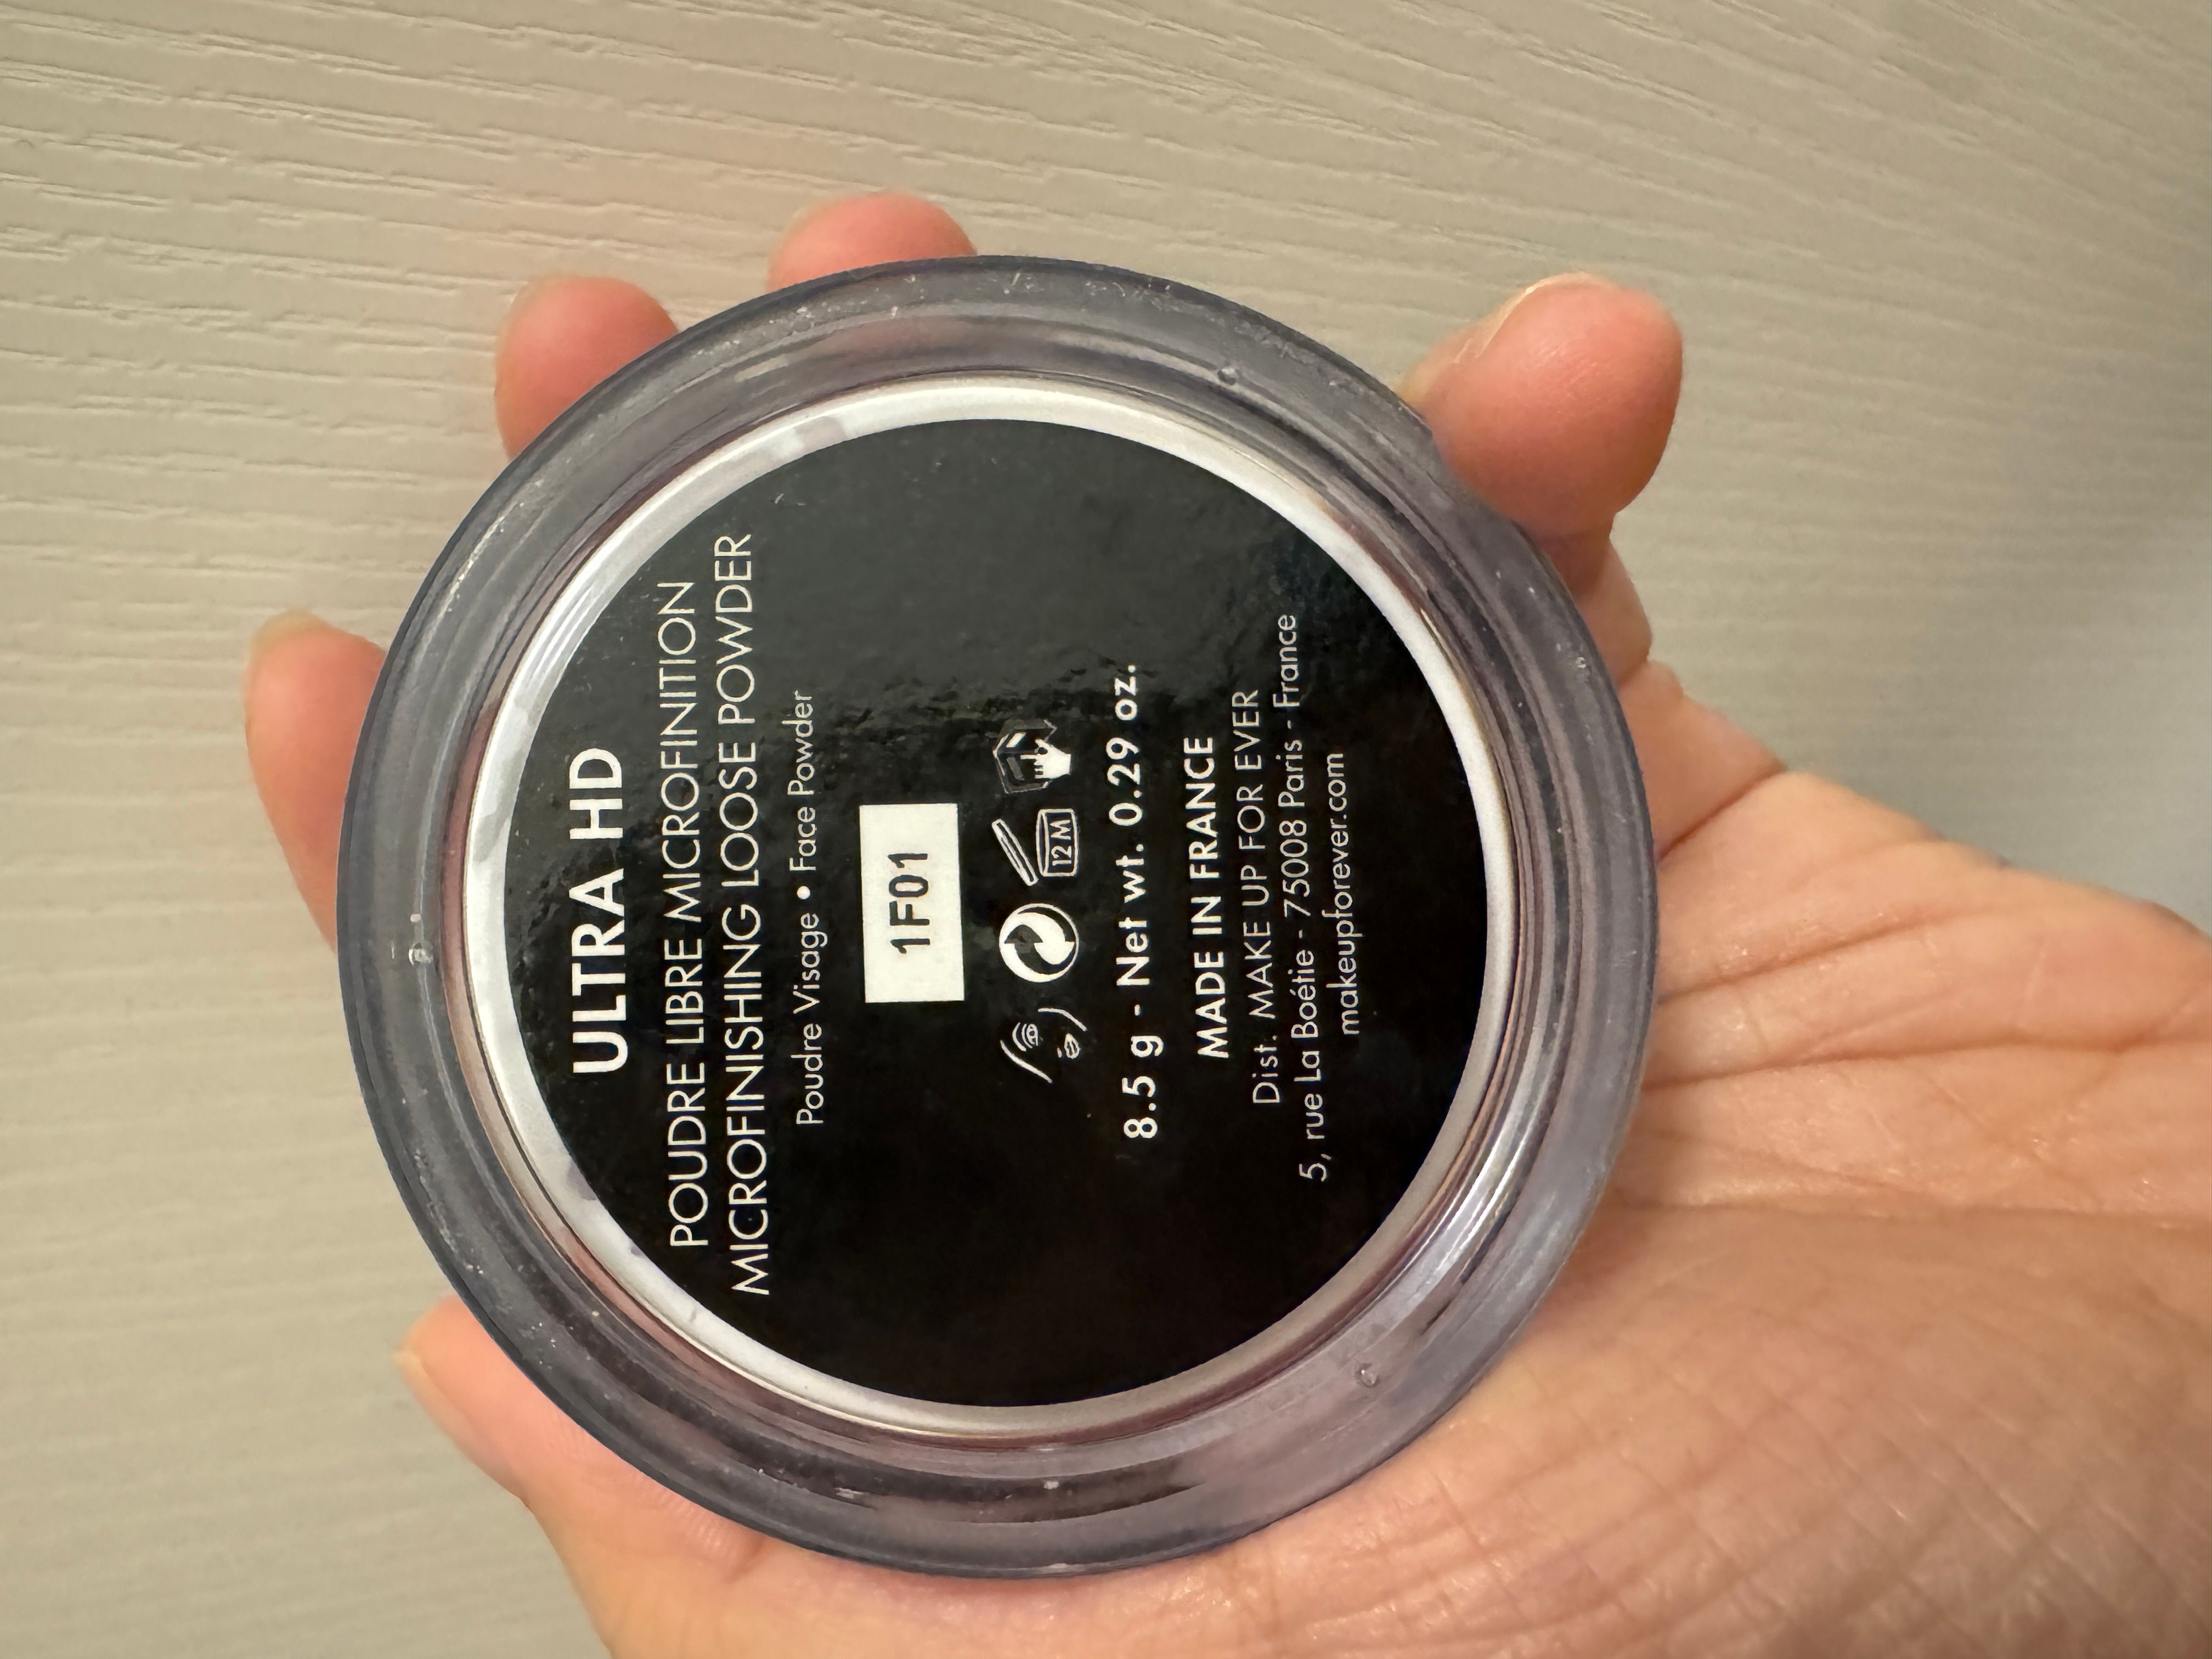 ULTRA HD
POUDRE LIBRE MICROFINITION
MICROFINISHING LOOSE POWDER
Poudre Visage • Face Powder
1F01
12 M
8.5 g - Net wt. 0.29 oz.
MADE IN FRANCE
Dist. MAKE UP FOR EVER
5, rue La Boétie - 75008 Paris - France
makeupforever.com